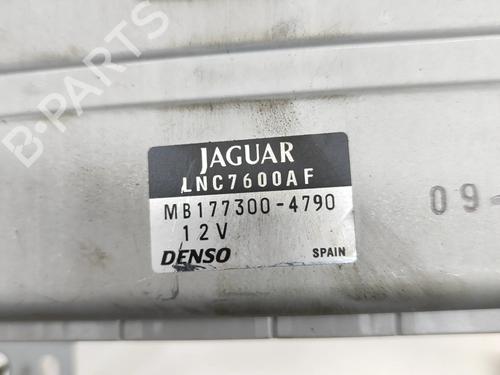 B-PARTS
JAGUAR
LNC7600AF
MB177300-4790
12V
DENSO SPAIN
09-